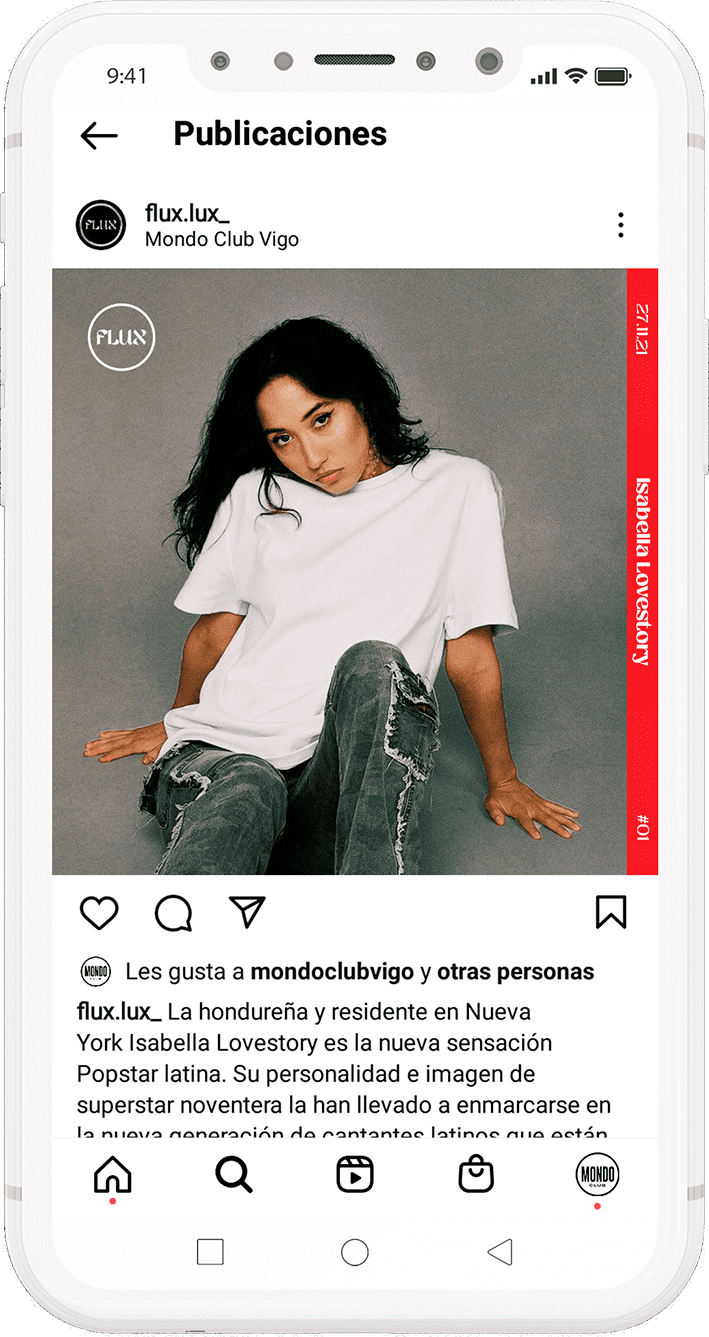 9:41
Publicaciones
FLUX
flux.lux_
Mondo Club Vigo
FLUX
27.11.21
Isabella Lovestory
#01
MONDO
Les gusta a mondoclubvigo y otras personas
flux.lux_ La hondureña y residente en Nueva
York Isabella Lovestory es la nueva sensación
Popstar latina. Su personalidad e imagen de
superstar noventera la han llevado a enmarcarse en
la nueva generación de cantantes latinos que están
MONDO
CLUB